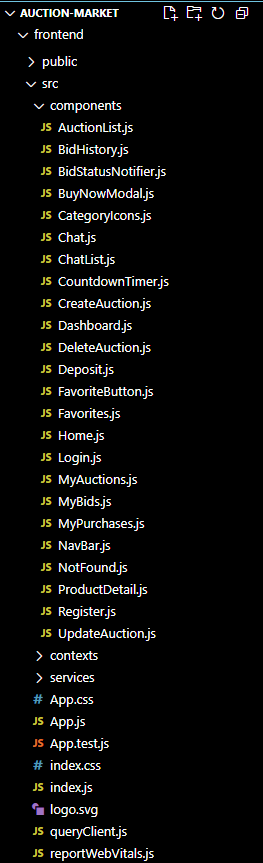 AUCTION-MARKET
frontend
public
src
components
JS AuctionList.js
JS BidHistory.js
JS BidStatusNotifier.js
JS BuyNowModal.js
JS CategoryIcons.js
JS Chat.js
JS ChatList.js
JS CountdownTimer.js
JS CreateAuction.js
JS Dashboard.js
JS DeleteAuction.js
JS Deposit.js
JS FavoriteButton.js
JS Favorites.js
JS Home.js
JS Login.js
JS MyAuctions.js
JS MyBids.js
JS MyPurchases.js
JS NavBar.js
JS NotFound.js
JS ProductDetail.js
JS Register.js
JS UpdateAuction.js
contexts
services
# App.css
JS App.js
JS App.test.js
# index.css
JS index.js
logo.svg
JS queryClient.js
JS reportWebVitals.js